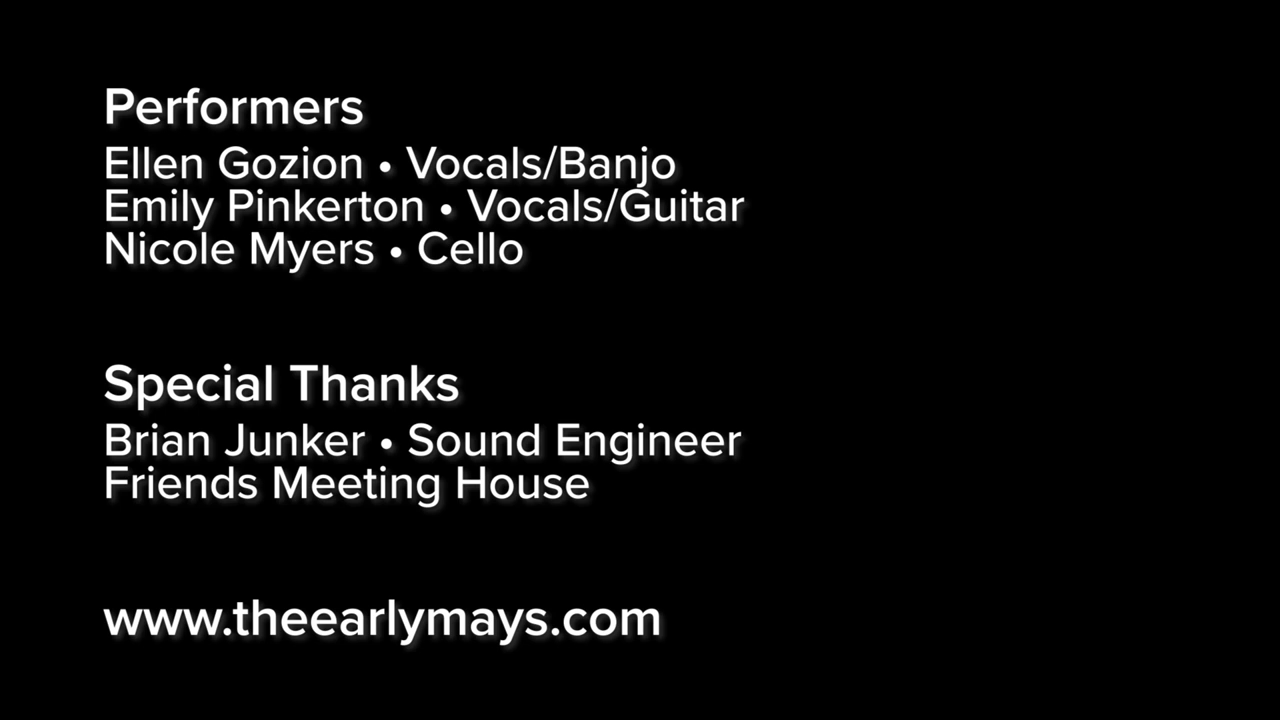 Performers
Ellen Gozion • Vocals/Banjo
Emily Pinkerton • Vocals/Guitar
Nicole Myers • Cello
Special Thanks
Brian Junker • Sound Engineer
Friends Meeting House
www.theearlymays.com